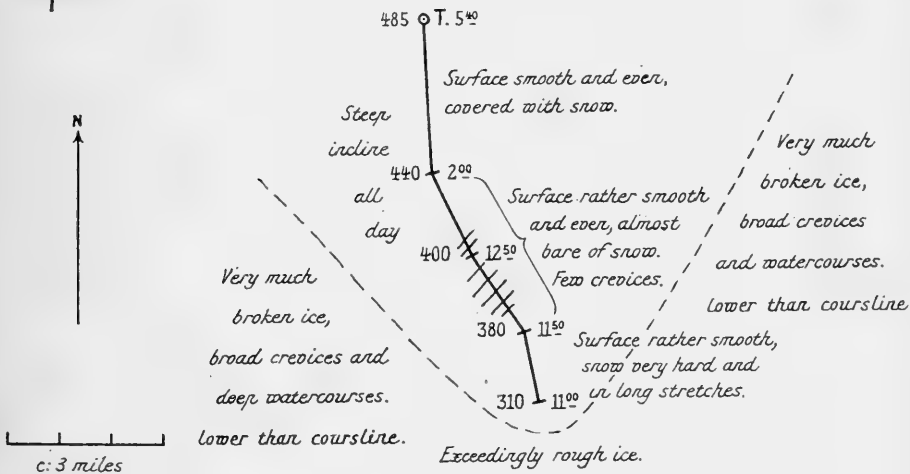 485 T. 5 40
Surface smooth and even,
covered with snow.
N
Steep
incline
all
day
440 2 00
Surface rather smooth
and even, almost
bare of snow.
Few crevices.
400 12 50
380 11 50
Very much
broken ice,
broad crevices
and watercourses.
lower than coursline
Very much
broken ice,
broad crevices and
deep watercourses.
lower than coursline.
Surface rather smooth,
snow very hard and
in long stretches.
310 11 00
Exceedingly rough ice.
c: 3 miles